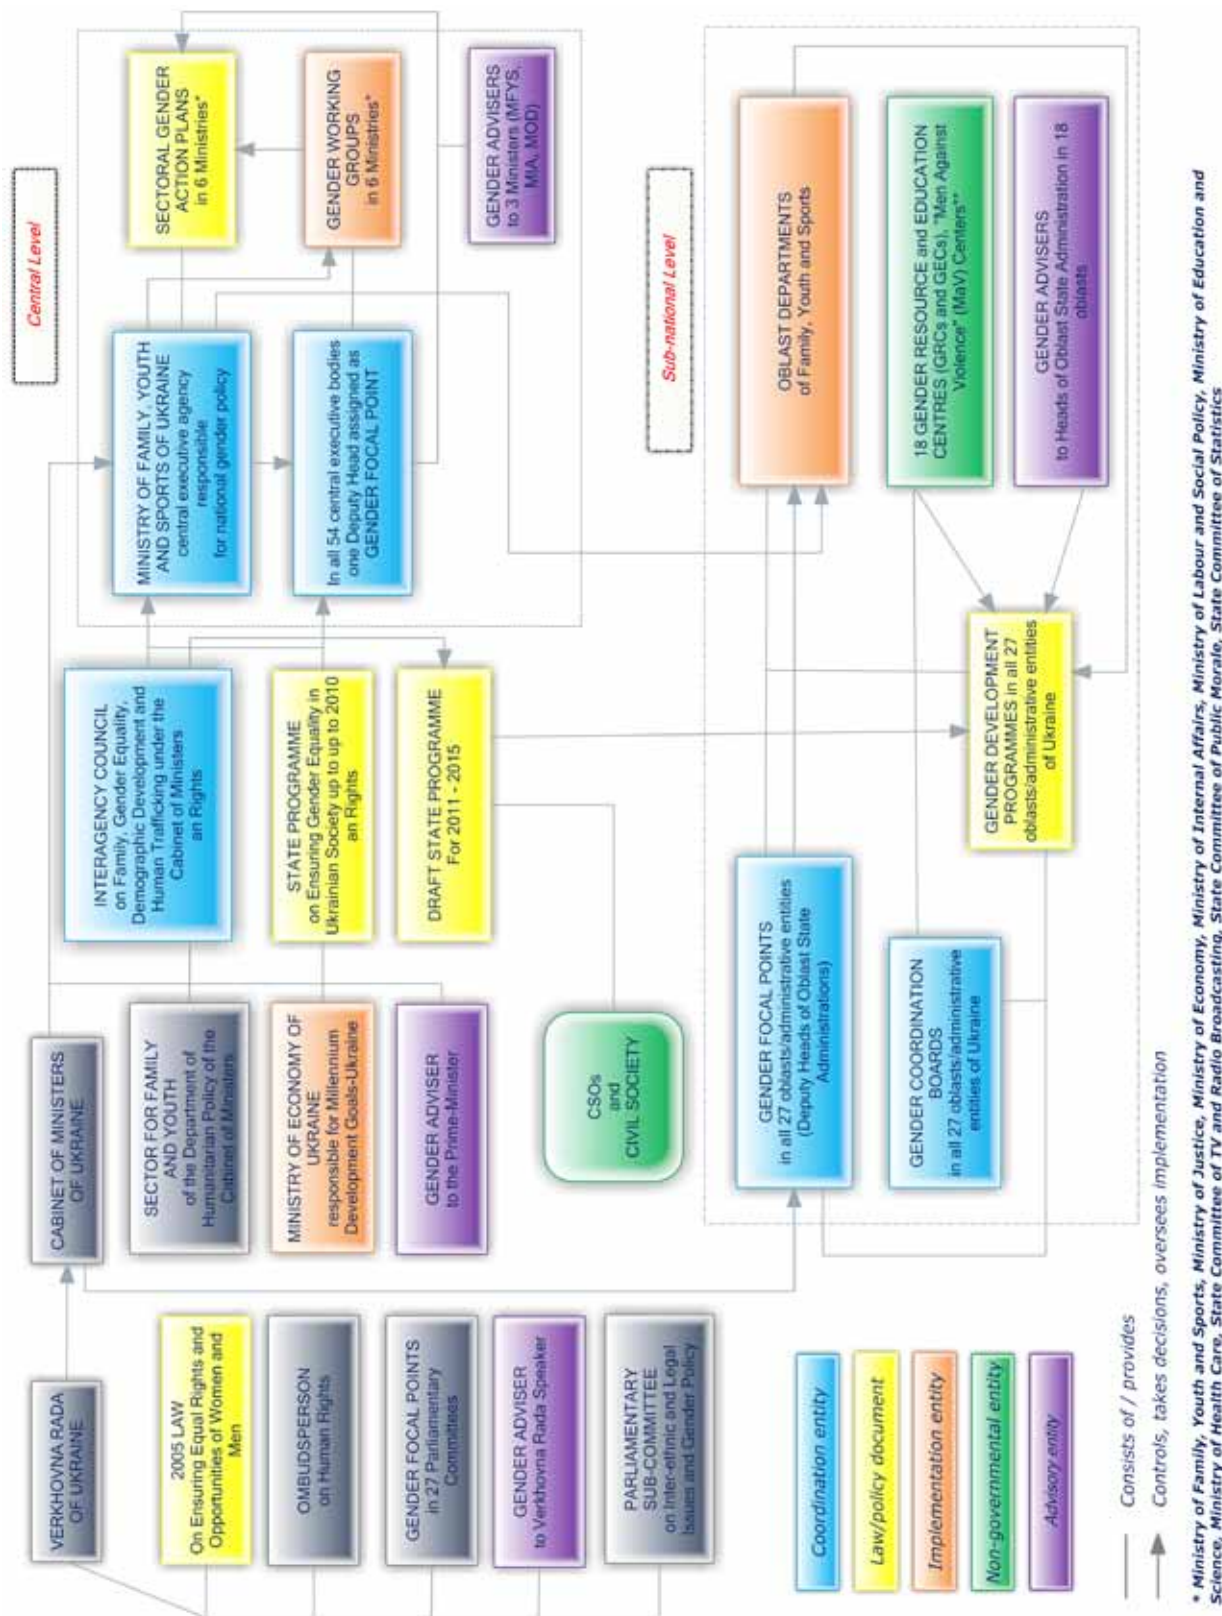 VERKHOVNA RADA
OF UKRAINE
2005 LAW
On Ensuring Equal Rights and
Opportunities of Women and
Men
OMBUDSPERSON
on Human Rights
GENDER FOCAL POINTS
in 27 Parliamentary
Committees
GENDER ADVISER
to Verkhovna Rada Speaker
PARLIAMENTARY
SUB-COMMITTEE
on Inter-ethnic and Legal
Issues and Gender Policy
CABINET OF MINISTERS
OF UKRAINE
SECTOR FOR FAMILY
AND YOUTH
of the Department of
Humanitarian Policy of the
Cabinet of Ministers
MINISTRY OF ECONOMY OF
UKRAINE
responsible for Millennium
Development Goals-Ukraine
GENDER ADVISER
to the Prime-Minister
CSOs
and
CIVIL SOCIETY
INTERAGENCY COUNCIL
on Family, Gender Equality,
Demographic Development and
Human Trafficking under the
Cabinet of Ministers
an Rights
STATE PROGRAMME
on Ensuring Gender Equality in
Ukrainian Society up to up to 2010
an Rights
DRAFT STATE PROGRAMME
For 2011 - 2015
Central Level
MINISTRY OF FAMILY, YOUTH
AND SPORTS OF UKRAINE
central executive agency
responsible
for national gender policy
In all 54 central executive bodies
one Deputy Head assigned as
GENDER FOCAL POINT
SECTORAL GENDER
ACTION PLANS
in 6 Ministries*
GENDER WORKING
GROUPS
in 6 Ministries*
GENDER ADVISERS
to 3 Ministers (MFYS,
MIA, MOD)
Sub-national Level
GENDER FOCAL POINTS
in all 27 oblasts/administrative entities
(Deputy Heads of Oblast State
Administrations)
GENDER COORDINATION
BOARDS
in all 27 oblasts/administrative
entities of Ukraine
GENDER DEVELOPMENT
PROGRAMMES in all 27
oblasts/administrative entities
of Ukraine
OBLAST DEPARTMENTS
of Family, Youth and Sports
18 GENDER RESOURCE and EDUCATION
CENTRES (GRCs and GECs), "Men Against
Violence" (MaV) Centers"*
GENDER ADVISERS
to Heads of Oblast State Administration in 18
oblasts
Coordination entity
Law/policy document
Implementation entity
Non-governmental entity
Advisory entity
Consists of / provides
Controls, takes decisions, oversees implementation
* Ministry of Family, Youth and Sports, Ministry of Justice, Ministry of Economy, Ministry of Internal Affairs, Ministry of Labour and Social Policy, Ministry of Education and
Science, Ministry of Health Care, State Committee of TV and Radio Broadcasting, State Committee of Public Morale, State Committee of Statistics